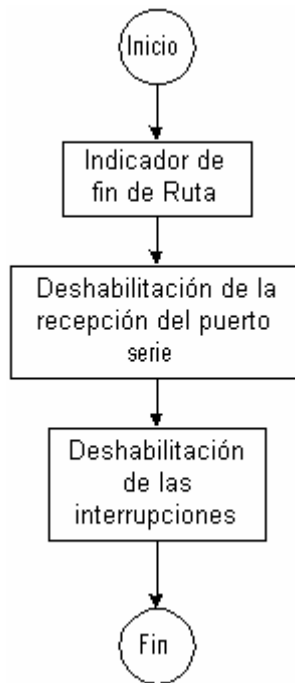 Inicio
Indicador de
fin de Ruta
Deshabilitación de la
recepción del puerto
serie
Deshabilitación
de las
interrupciones
Fin